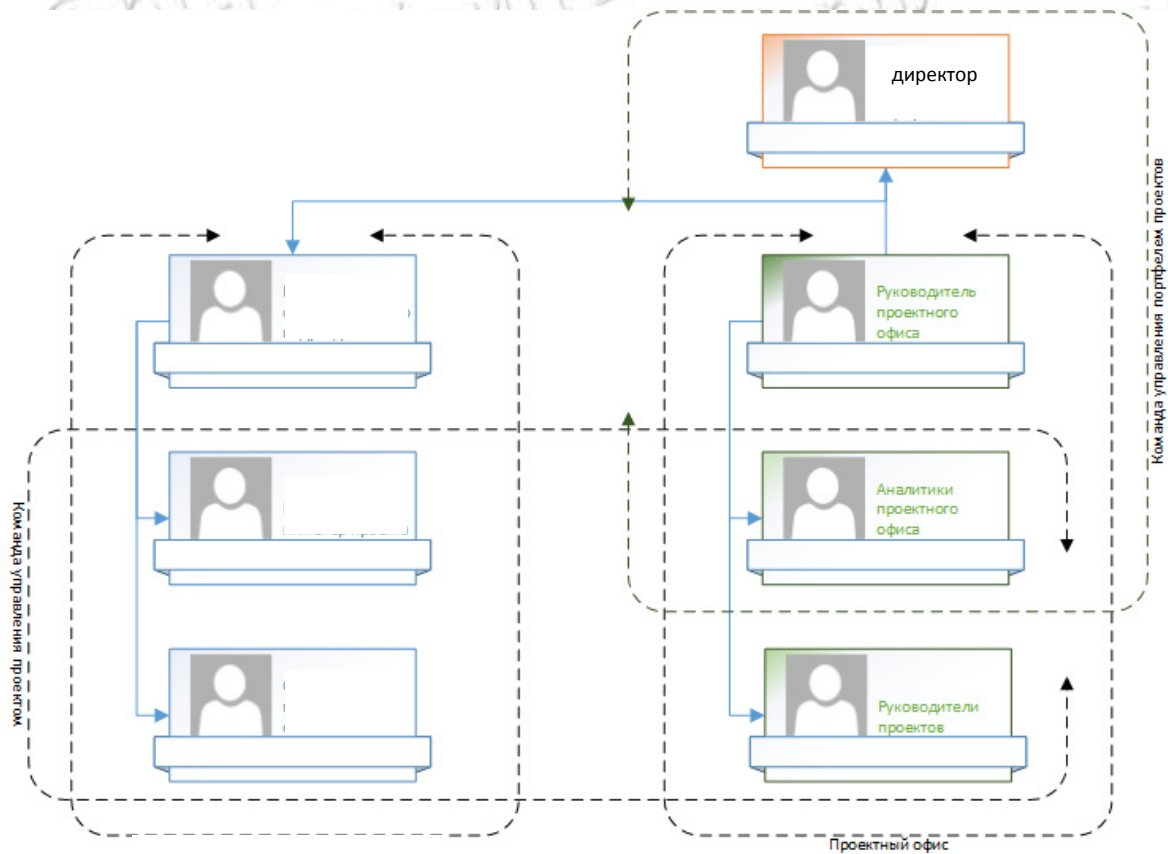 директор
Руководитель
проектного
офиса
Аналитики
проектного
офиса
Руководители
проектов
Команда управления портфелем проектов
Команда управления проектом
Проектный офис